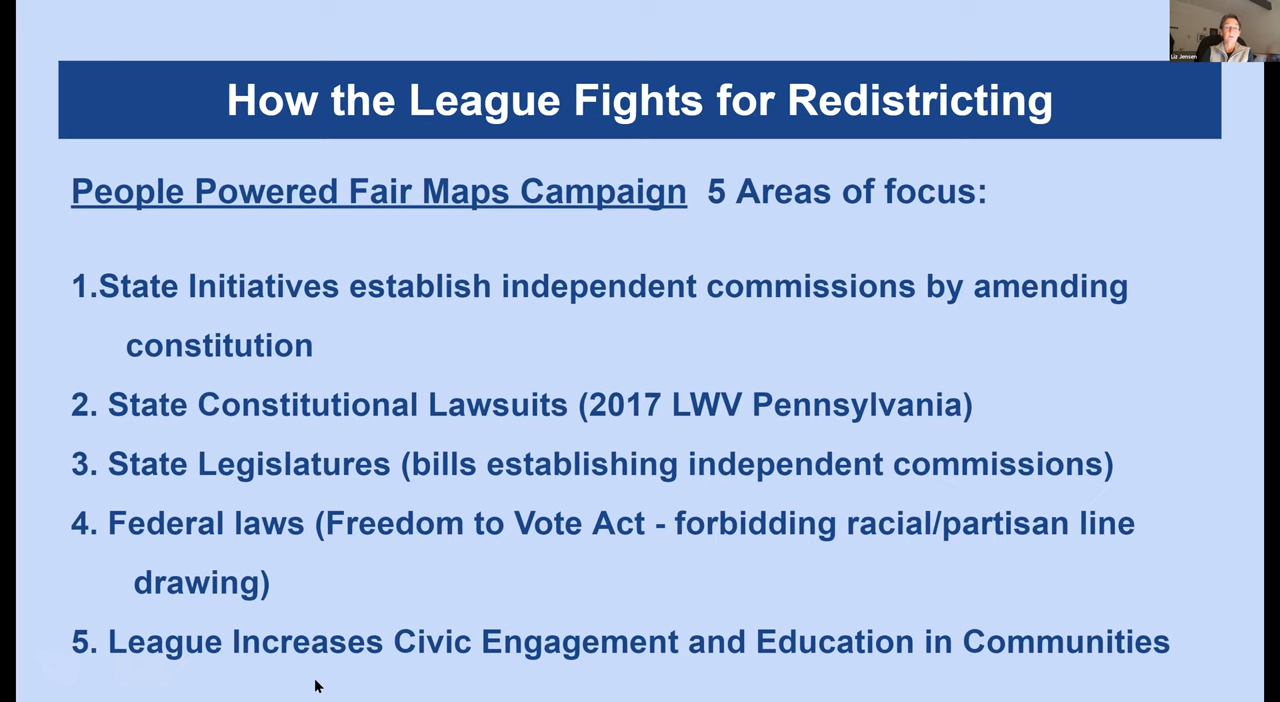 Liz Jensen
How the League Fights for Redistricting
People Powered Fair Maps Campaign  5 Areas of focus:
1.State Initiatives establish independent commissions by amending
constitution
2. State Constitutional Lawsuits (2017 LWV Pennsylvania)
3. State Legislatures (bills establishing independent commissions)
4. Federal laws (Freedom to Vote Act - forbidding racial/partisan line
drawing)
5. League Increases Civic Engagement and Education in Communities